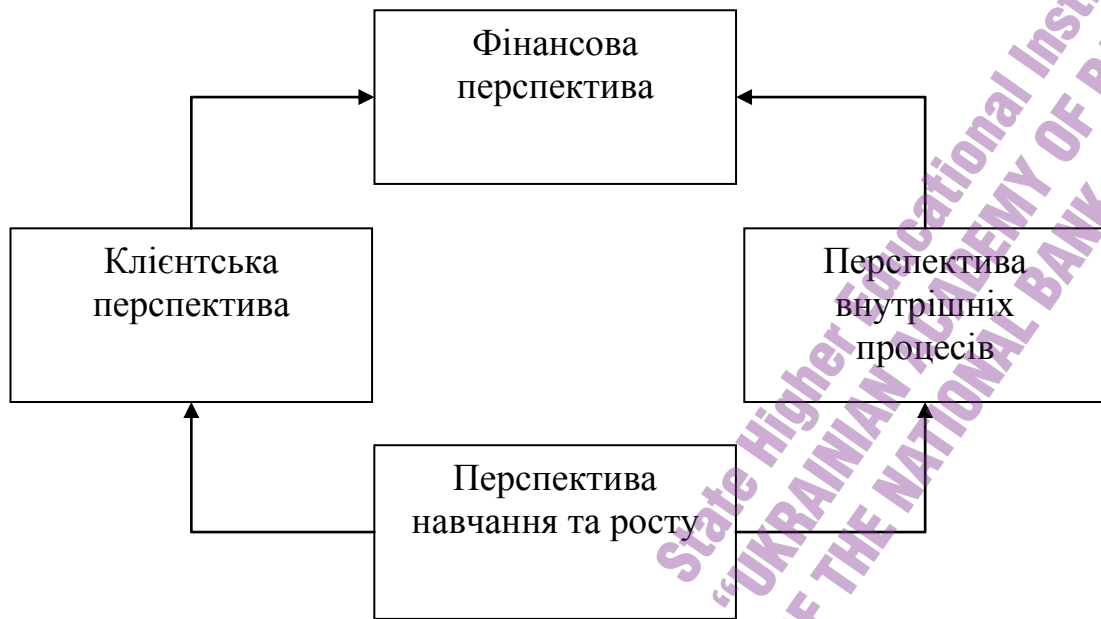 Фінансова
перспектива
Клієнтська
перспектива
Перспектива
внутрішніх
процесів
Перспектива
навчання та росту
State Higher Educational
"UKRAINIAN ACADEMY OF
OF THE NATIONAL BANK